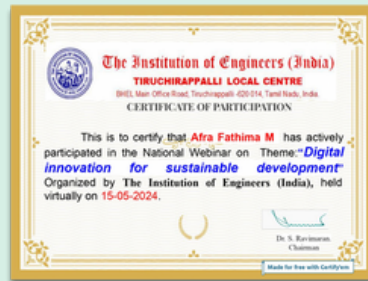 The Institution of Engineers (India)
TIRUCHIRAPPALLI LOCAL CENTRE
BHEL Main Office Road, Tiruchirappalli -620 014, Tamil Nadu, India.
CERTIFICATE OF PARTICIPATION
This is to certify that Afra Fathima M has actively
participated in the National Webinar on Theme:"Digital
innovation for sustainable development"
Organized by The Institution of Engineers (India), held
virtually on 15-05-2024.
Dr. S. Ravimaran
Chairman
Made for free with Certify'em